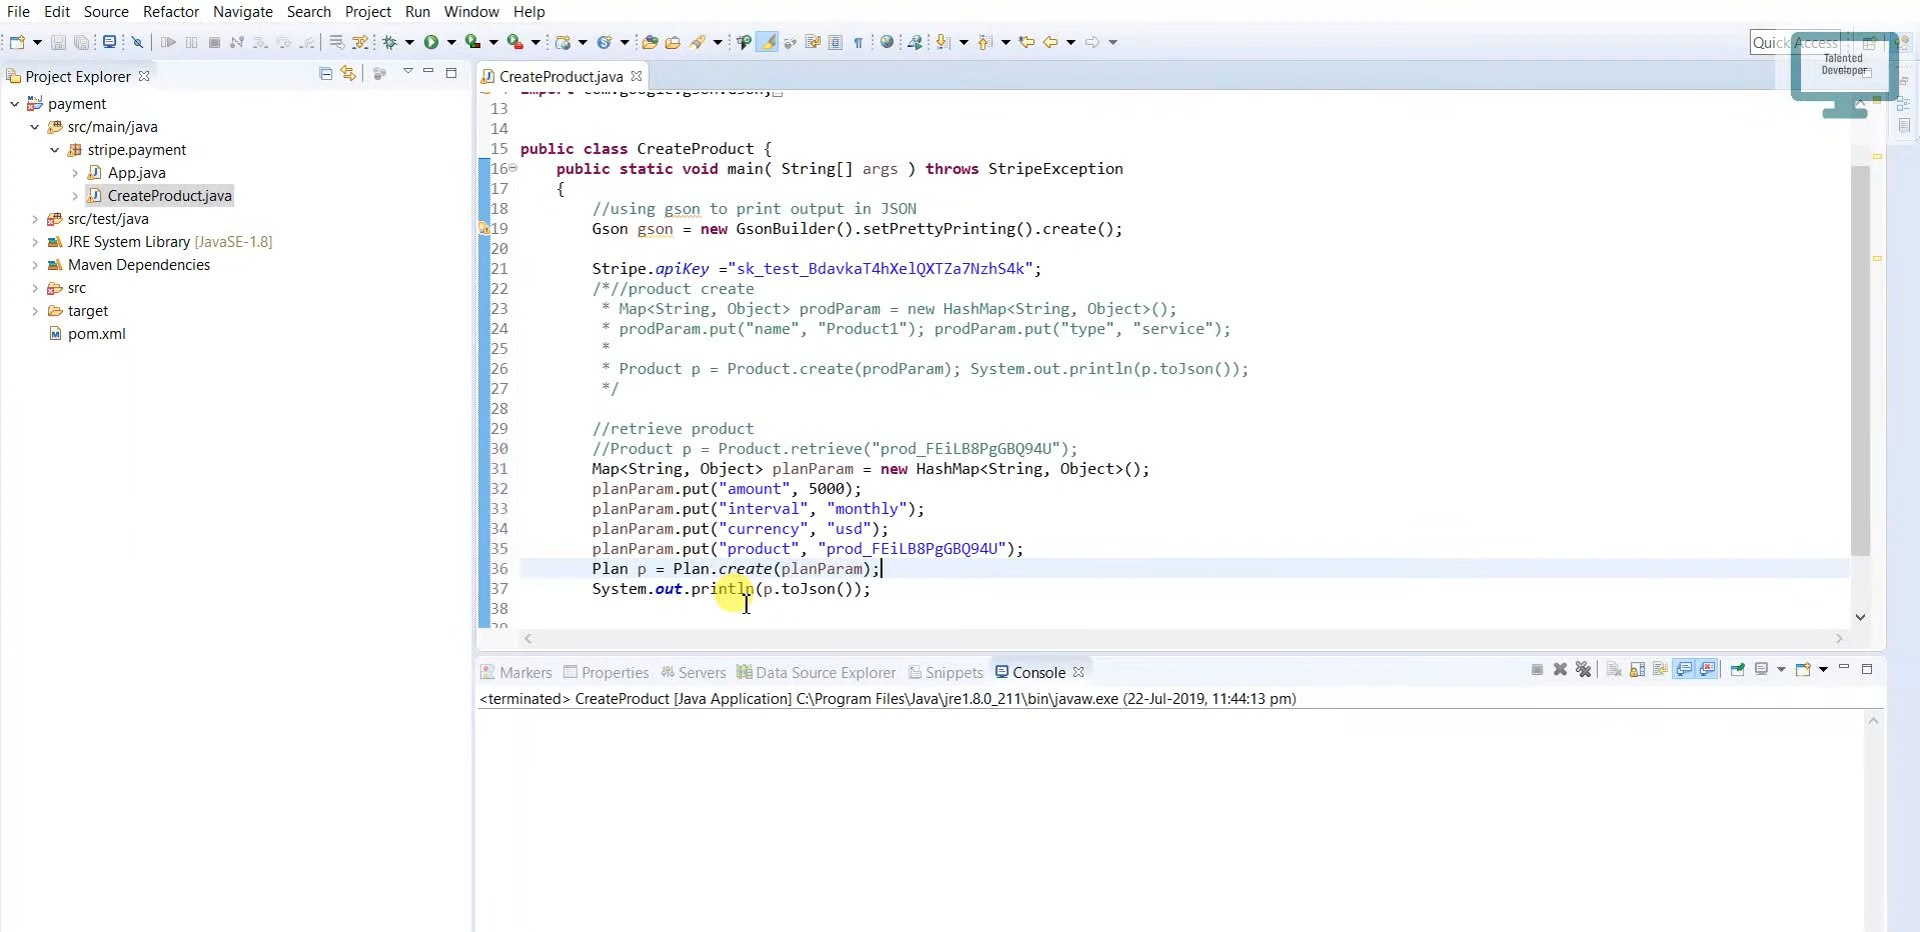 File Edit Source Refactor Navigate Search Project Run Window Help
Quick Access
Talented
Developer
Project Explorer
CreateProduct.java
payment
src/main/java
stripe.payment
App.java
CreateProduct.java
src/test/java
JRE System Library [JavaSE-1.8]
Maven Dependencies
src
target
pom.xml
import com.google.gson.Gson;
13
14
15 public class CreateProduct {
16 public static void main( String[] args ) throws StripeException
17 {
18 //using gson to print output in JSON
19 Gson gson = new GsonBuilder().setPrettyPrinting().create();
20
21 Stripe.apiKey ="sk_test_BdavkaT4hXelQXTZa7NzhS4k";
22 /*//product create
23 * Map<String, Object> prodParam = new HashMap<String, Object>();
24 * prodParam.put("name", "Product1"); prodParam.put("type", "service");
25 *
26 * Product p = Product.create(prodParam); System.out.println(p.toJson());
27 */
28
29 //retrieve product
30 //Product p = Product.retrieve("prod_FEiLB8PgGBQ94U");
31 Map<String, Object> planParam = new HashMap<String, Object>();
32 planParam.put("amount", 5000);
33 planParam.put("interval", "monthly");
34 planParam.put("currency", "usd");
35 planParam.put("product", "prod_FEiLB8PgGBQ94U");
36 Plan p = Plan.create(planParam);
37 System.out.println(p.toJson());
38
Markers Properties Servers Data Source Explorer Snippets Console
<terminated> CreateProduct [Java Application] C:\Program Files\Java\jre1.8.0_211\bin\javaw.exe (22-Jul-2019, 11:44:13 pm)